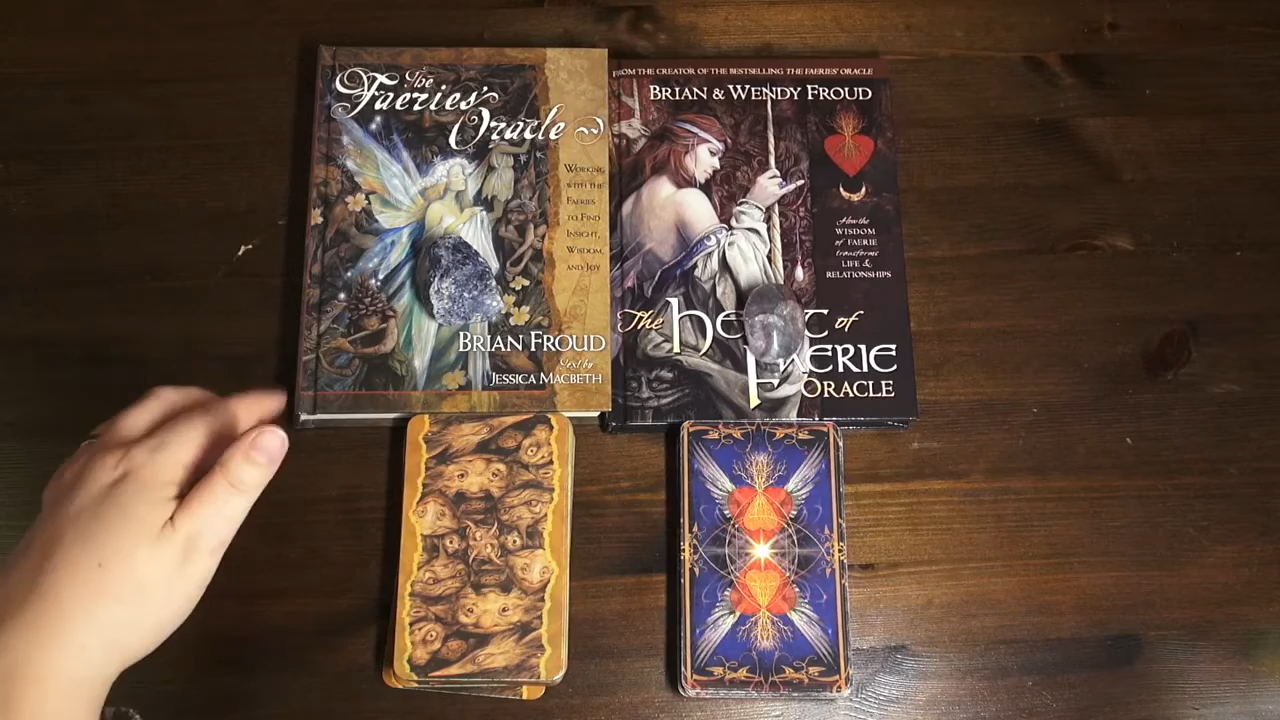 The
Faeries'
Oracle
WORKING
WITH THE
FAERIES
TO FIND
INSIGHT,
WISDOM,
AND JOY
BRIAN FROUD
Text by
JESSICA MACBETH
FROM THE CREATOR OF THE BESTSELLING THE FAERIES' ORACLE
BRIAN & WENDY FROUD
How the
WISDOM
of FAERIE
transforms
LIFE &
RELATIONSHIPS
The of
FAERIE
ORACLE